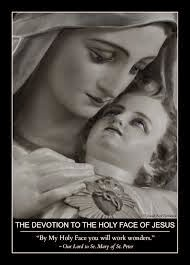 THE DEVOTION TO THE HOLY FACE OF JESUS
“By My Holy Face you will work wonders.”
~ Our Lord to Sr. Mary of St. Peter